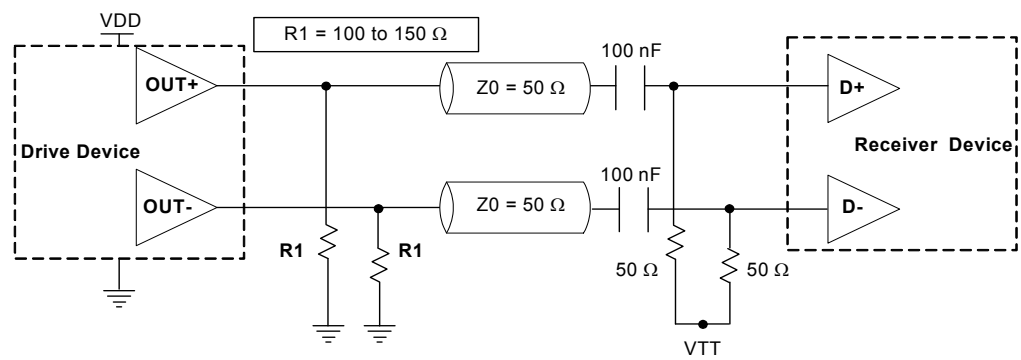 VDD
R1 = 100 to 150 Ω
100 nF
OUT+
Z0 = 50 Ω
D+
Drive Device
Receiver Device
100 nF
OUT-
Z0 = 50 Ω
D-
R1
R1
50 Ω
50 Ω
VTT